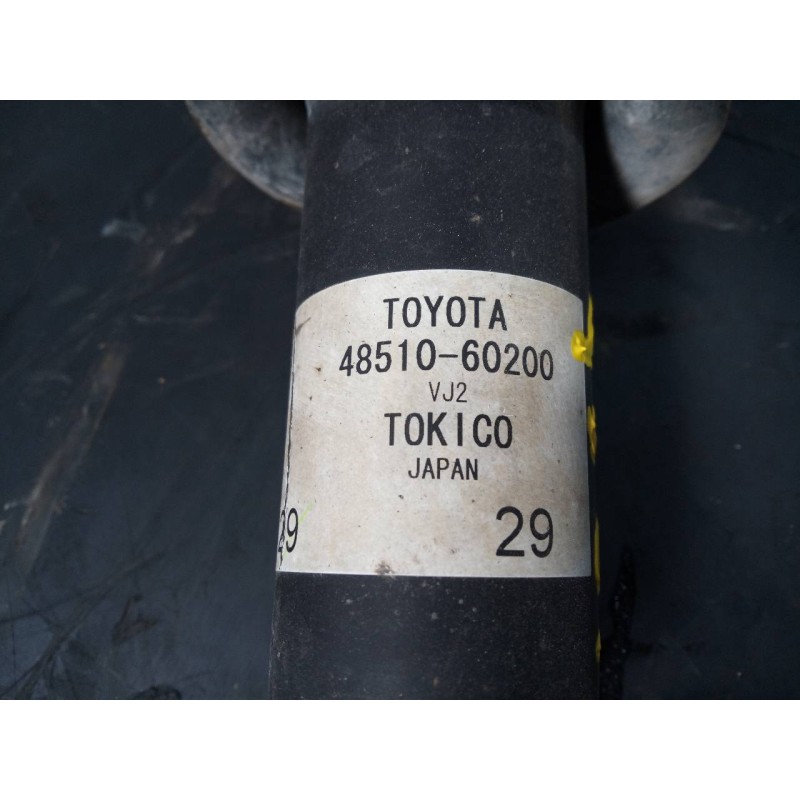 TOYOTA
48510-60200
VJ2
TOKICO
JAPAN
29 29